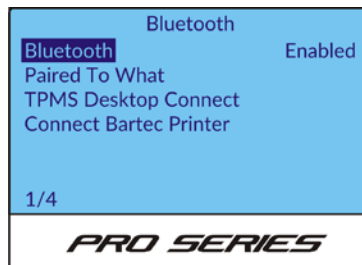 Bluetooth
Bluetooth Enabled
Paired To What
TPMS Desktop Connect
Connect Bartec Printer
1/4
PRO SERIES